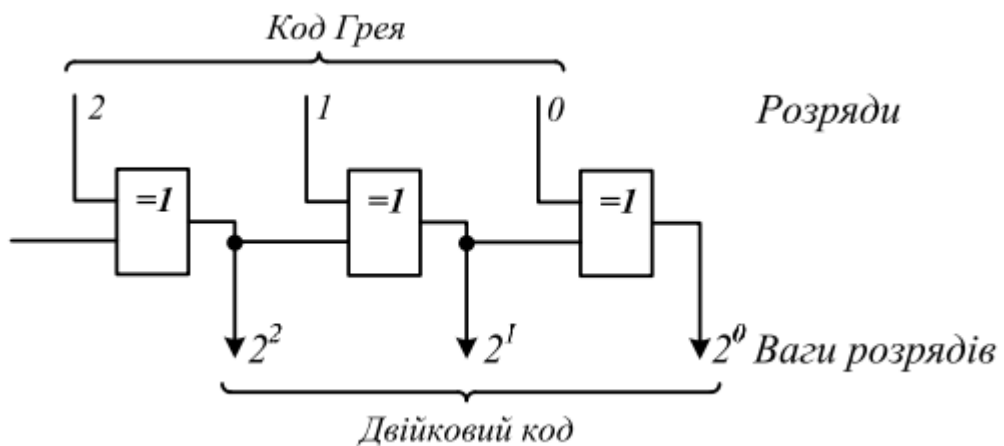 Код Грея
2 1 0 Розряди
=1 =1 =1
2² 2¹ 2⁰ Ваги розрядів
Двійковий код